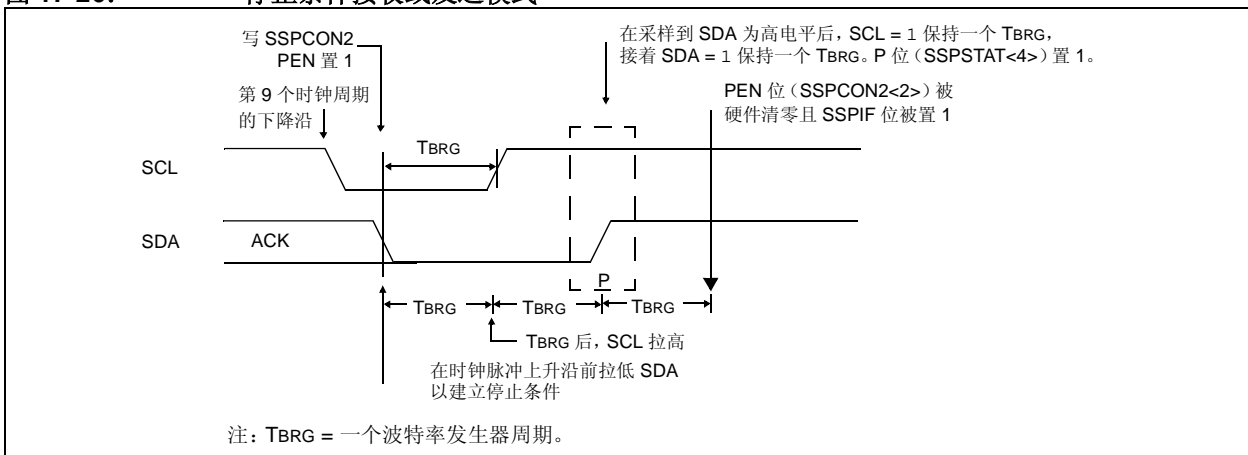 写 SSPCON2
PEN 置 1
在采样到 SDA 为高电平后，SCL = 1 保持一个 TBRG，
接着 SDA = 1 保持一个 TBRG。P 位（SSPSTAT<4>）置 1。
第 9 个时钟周期
的下降沿
PEN 位（SSPCON2<2>）被
硬件清零且 SSPIF 位被置 1
TBRG
SCL
SDA
ACK
P
TBRG
TBRG
TBRG
TBRG 后，SCL 拉高
在时钟脉冲上升沿前拉低 SDA
以建立停止条件
注：TBRG = 一个波特率发生器周期。